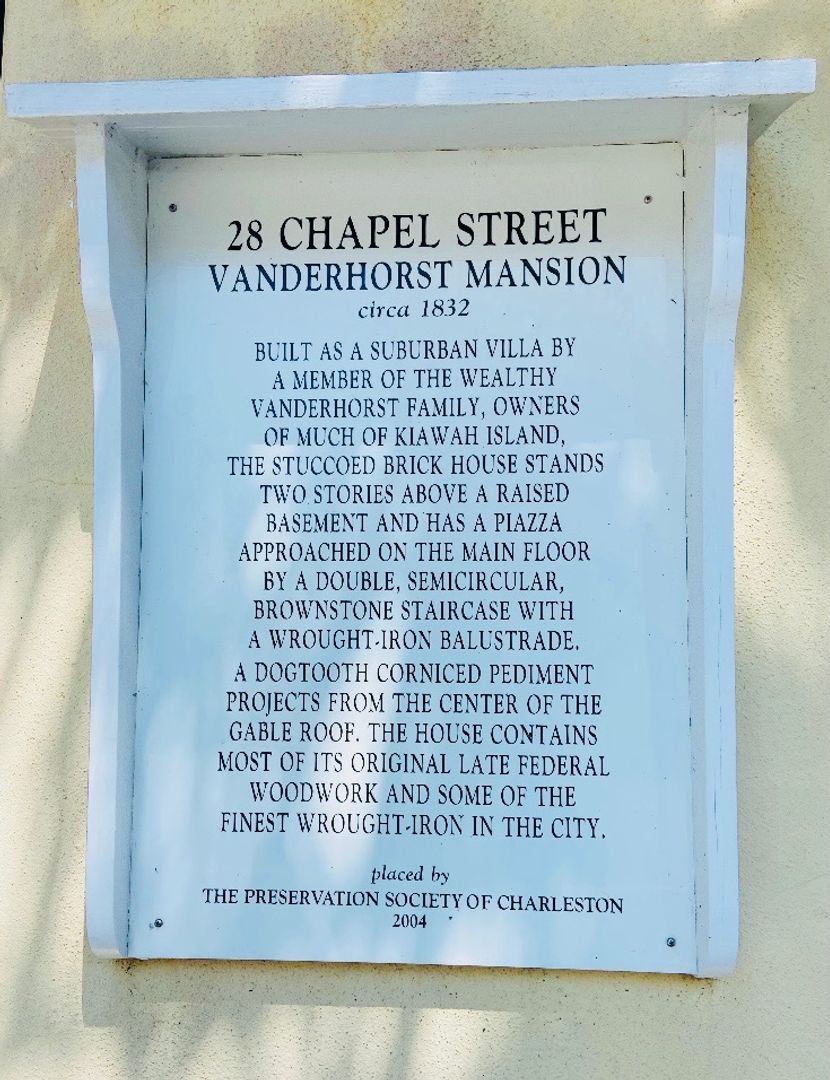 28 CHAPEL STREET
VANDERHORST MANSION
circa 1832
BUILT AS A SUBURBAN VILLA BY
A MEMBER OF THE WEALTHY
VANDERHORST FAMILY, OWNERS
OF MUCH OF KIAWAH ISLAND,
THE STUCCOED BRICK HOUSE STANDS
TWO STORIES ABOVE A RAISED
BASEMENT AND HAS A PIAZZA
APPROACHED ON THE MAIN FLOOR
BY A DOUBLE, SEMICIRCULAR,
BROWNSTONE STAIRCASE WITH
A WROUGHT-IRON BALUSTRADE.
A DOGTOOTH CORNICED PEDIMENT
PROJECTS FROM THE CENTER OF THE
GABLE ROOF. THE HOUSE CONTAINS
MOST OF ITS ORIGINAL LATE FEDERAL
WOODWORK AND SOME OF THE
FINEST WROUGHT-IRON IN THE CITY.
placed by
THE PRESERVATION SOCIETY OF CHARLESTON
2004